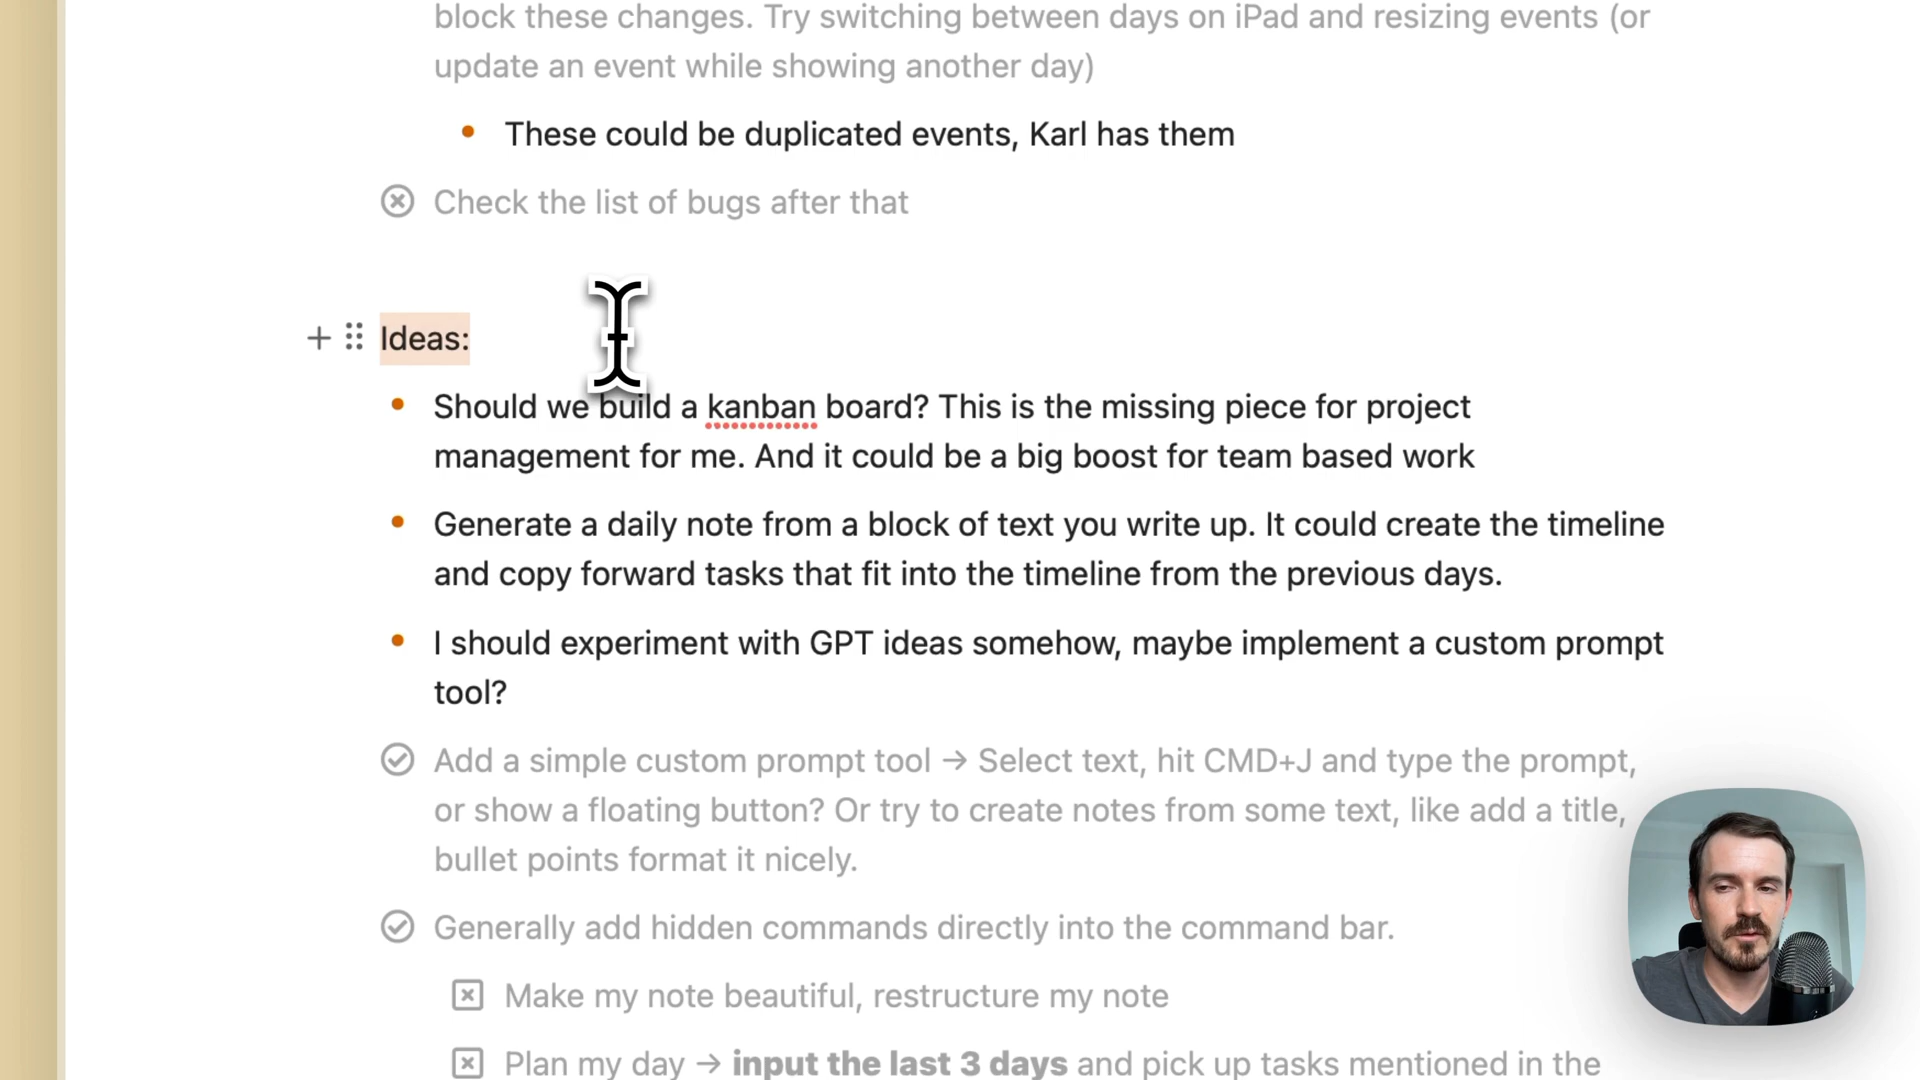 block these changes. Try switching between days on iPad and resizing events (or
update an event while showing another day)
These could be duplicated events, Karl has them
Check the list of bugs after that
Ideas:
Should we build a kanban board? This is the missing piece for project
management for me. And it could be a big boost for team based work
Generate a daily note from a block of text you write up. It could create the timeline
and copy forward tasks that fit into the timeline from the previous days.
I should experiment with GPT ideas somehow, maybe implement a custom prompt
tool?
Add a simple custom prompt tool → Select text, hit CMD+J and type the prompt,
or show a floating button? Or try to create notes from some text, like add a title,
bullet points format it nicely.
Generally add hidden commands directly into the command bar.
Make my note beautiful, restructure my note
Plan my day → input the last 3 days and pick up tasks mentioned in the